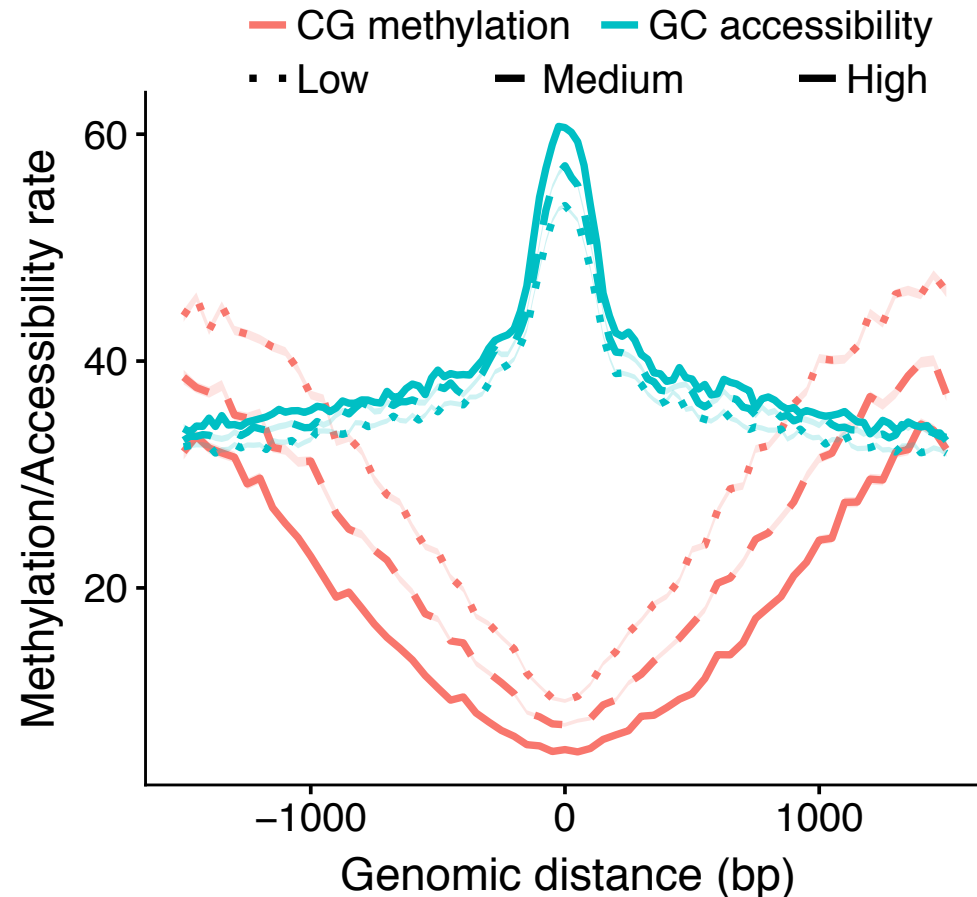 CG methylation GC accessibility
Low Medium High
60
40
20
Methylation/Accessibility rate
−1000 0 1000
Genomic distance (bp)